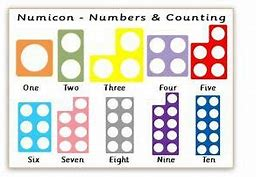 Numicon - Numbers & Counting
One Two Three Four Five
Six Seven Eight Nine Ten